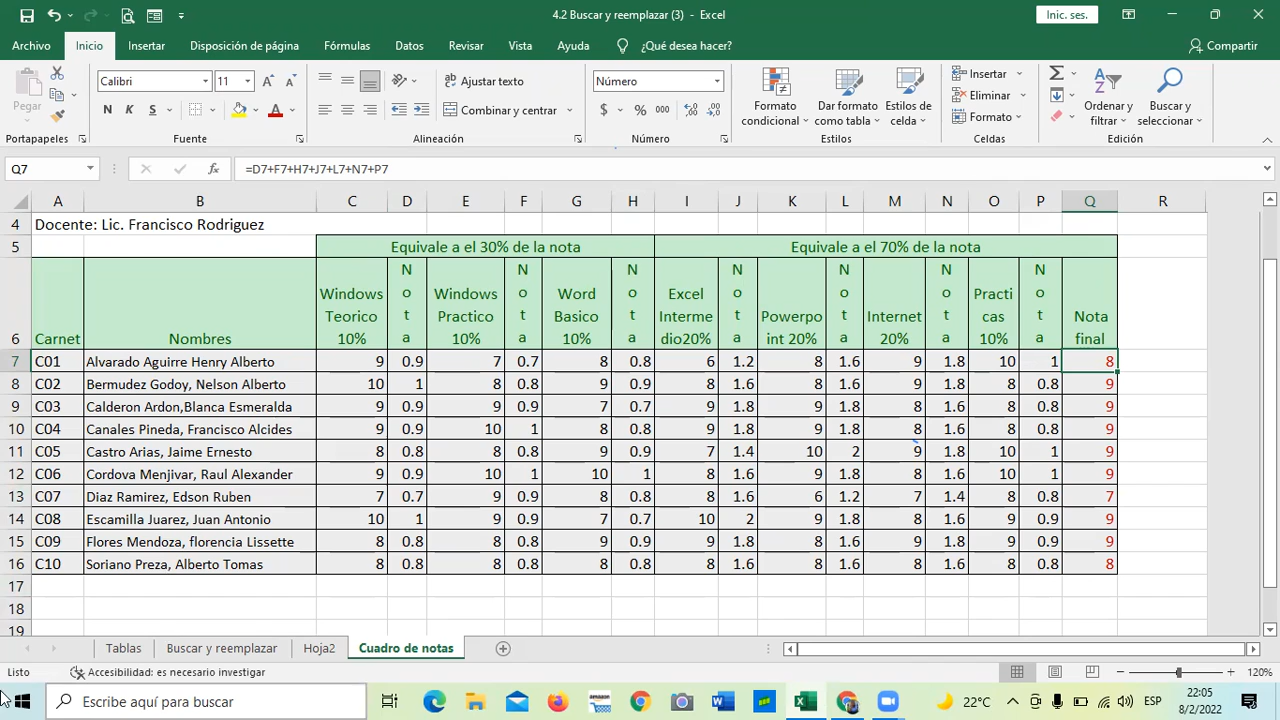 4.2 Buscar y reemplazar (3) - Excel
Inic. ses.
Archivo Inicio Insertar Disposición de página Fórmulas Datos Revisar Vista Ayuda ¿Qué desea hacer? Compartir
Pegar
Calibri 11
N K S
Ajustar texto
Combinar y centrar
Número
$ % 000
Formato condicional
Dar formato como tabla
Estilos de celda
Insertar
Eliminar
Formato
Ordenar y filtrar
Buscar y seleccionar
Portapapeles Fuente Alineación Número Estilos Celdas Edición
Q7 fx =D7+F7+H7+J7+L7+N7+P7
A B C D E F G H I J K L M N O P Q R
4 Docente: Lic. Francisco Rodriguez
5 Equivale a el 30% de la nota Equivale a el 70% de la nota
6 Carnet Nombres Windows Teorico 10% Nota Windows Practico 10% Nota Word Basico 10% Nota Excel Interme dio20% Nota Powerpo int 20% Nota Internet 20% Nota Practi cas 10% Nota Nota final
7 C01 Alvarado Aguirre Henry Alberto 9 0.9 7 0.7 8 0.8 6 1.2 8 1.6 9 1.8 10 1 8
8 C02 Bermudez Godoy, Nelson Alberto 10 1 8 0.8 9 0.9 8 1.6 8 1.6 9 1.8 8 0.8 9
9 C03 Calderon Ardon,Blanca Esmeralda 9 0.9 9 0.9 7 0.7 9 1.8 9 1.8 8 1.6 8 0.8 9
10 C04 Canales Pineda, Francisco Alcides 9 0.9 10 1 8 0.8 9 1.8 9 1.8 8 1.6 8 0.8 9
11 C05 Castro Arias, Jaime Ernesto 8 0.8 8 0.8 9 0.9 7 1.4 10 2 9 1.8 10 1 9
12 C06 Cordova Menjivar, Raul Alexander 9 0.9 10 1 10 1 8 1.6 9 1.8 8 1.6 10 1 9
13 C07 Diaz Ramirez, Edson Ruben 7 0.7 9 0.9 8 0.8 8 1.6 6 1.2 7 1.4 8 0.8 7
14 C08 Escamilla Juarez, Juan Antonio 10 1 9 0.9 7 0.7 10 2 9 1.8 8 1.6 9 0.9 9
15 C09 Flores Mendoza, florencia Lissette 8 0.8 8 0.8 9 0.9 9 1.8 9 1.8 8 1.6 9 0.9 9
16 C10 Soriano Preza, Alberto Tomas 8 0.8 8 0.8 8 0.8 8 1.6 8 1.6 8 1.6 8 0.8 8
17
18
19
Tablas Buscar y reemplazar Hoja2 Cuadro de notas
Listo Accesibilidad: es necesario investigar 120%
Escribe aquí para buscar
22°C
ESP
22:05
8/2/2022